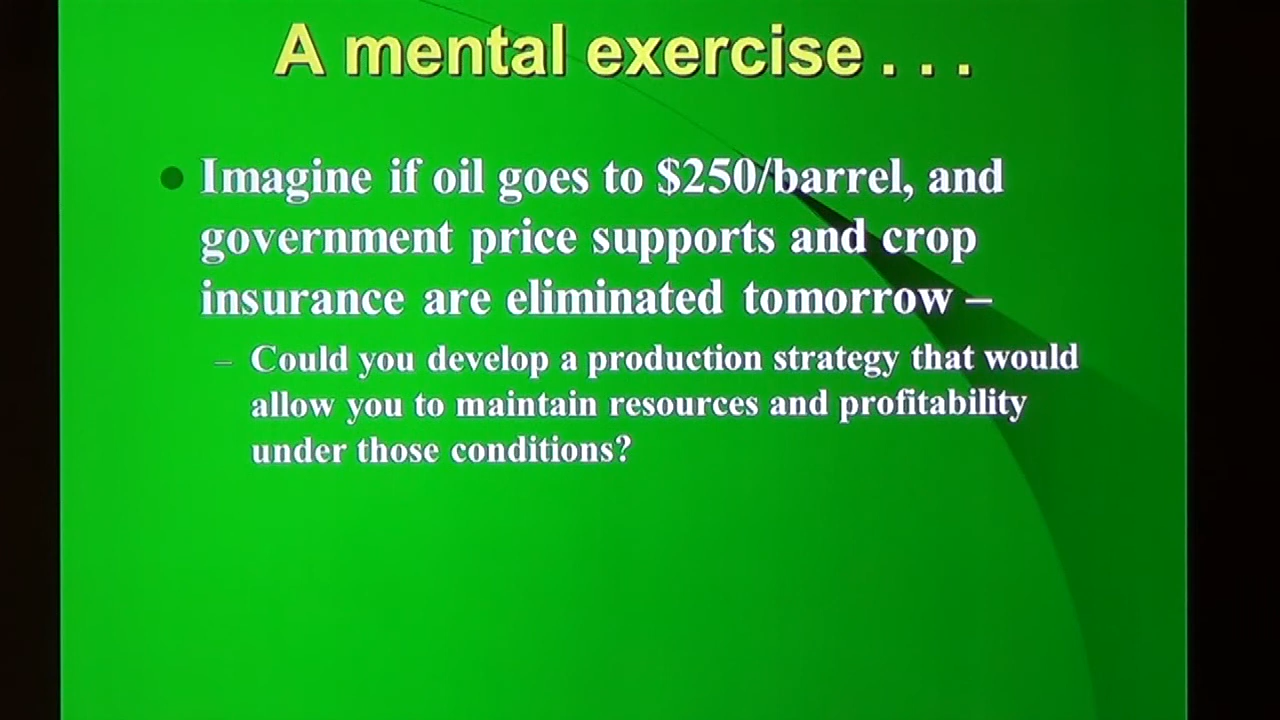 A mental exercise . . .
Imagine if oil goes to $250/barrel, and
government price supports and crop
insurance are eliminated tomorrow –
– Could you develop a production strategy that would
allow you to maintain resources and profitability
under those conditions?